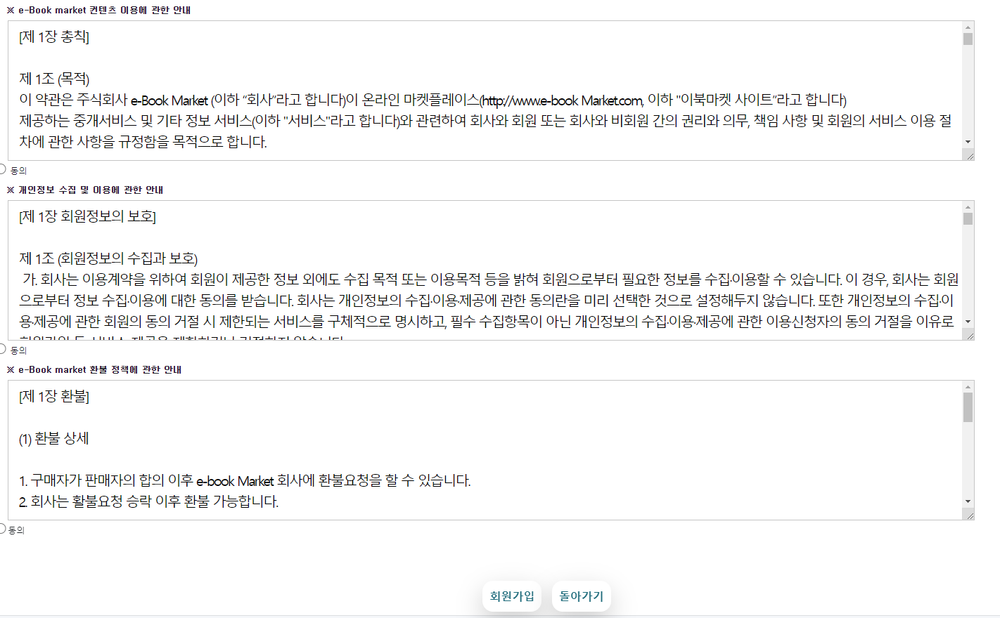 ※ e-Book market 컨텐츠 이용에 관한 안내
[제 1장 총칙]
제 1조 (목적)
이 약관은 주식회사 e-Book Market (이하 “회사”라고 합니다)이 온라인 마켓플레이스(http://www.e-book Market.com, 이하 "이북마켓 사이트”라고 합니다)
제공하는 중개서비스 및 기타 정보 서비스(이하 "서비스"라고 합니다)와 관련하여 회사와 회원 또는 회사와 비회원 간의 권리와 의무, 책임 사항 및 회원의 서비스 이용 절
차에 관한 사항을 규정함을 목적으로 합니다.
동의
※ 개인정보 수집 및 이용에 관한 안내
[제 1장 회원정보의 보호]
제 1조 (회원정보의 수집과 보호)
가. 회사는 이용계약을 위하여 회원이 제공한 정보 외에도 수집 목적 또는 이용목적 등을 밝혀 회원으로부터 필요한 정보를 수집·이용할 수 있습니다. 이 경우, 회사는 회원
으로부터 정보 수집·이용에 대한 동의를 받습니다. 회사는 개인정보의 수집·이용·제공에 관한 동의란을 미리 선택한 것으로 설정해두지 않습니다. 또한 개인정보의 수집·이
용·제공에 관한 회원의 동의 거절 시 제한되는 서비스를 구체적으로 명시하고, 필수 수집항목이 아닌 개인정보의 수집·이용·제공에 관한 이용신청자의 동의 거절을 이유로
동의
※ e-Book market 환불 정책에 관한 안내
[제 1장 환불]
(1) 환불 상세
1. 구매자가 판매자의 합의 이후 e-book Market 회사에 환불요청을 할 수 있습니다.
2. 회사는 활불요청 승락 이후 환불 가능합니다.
동의
회원가입 돌아가기